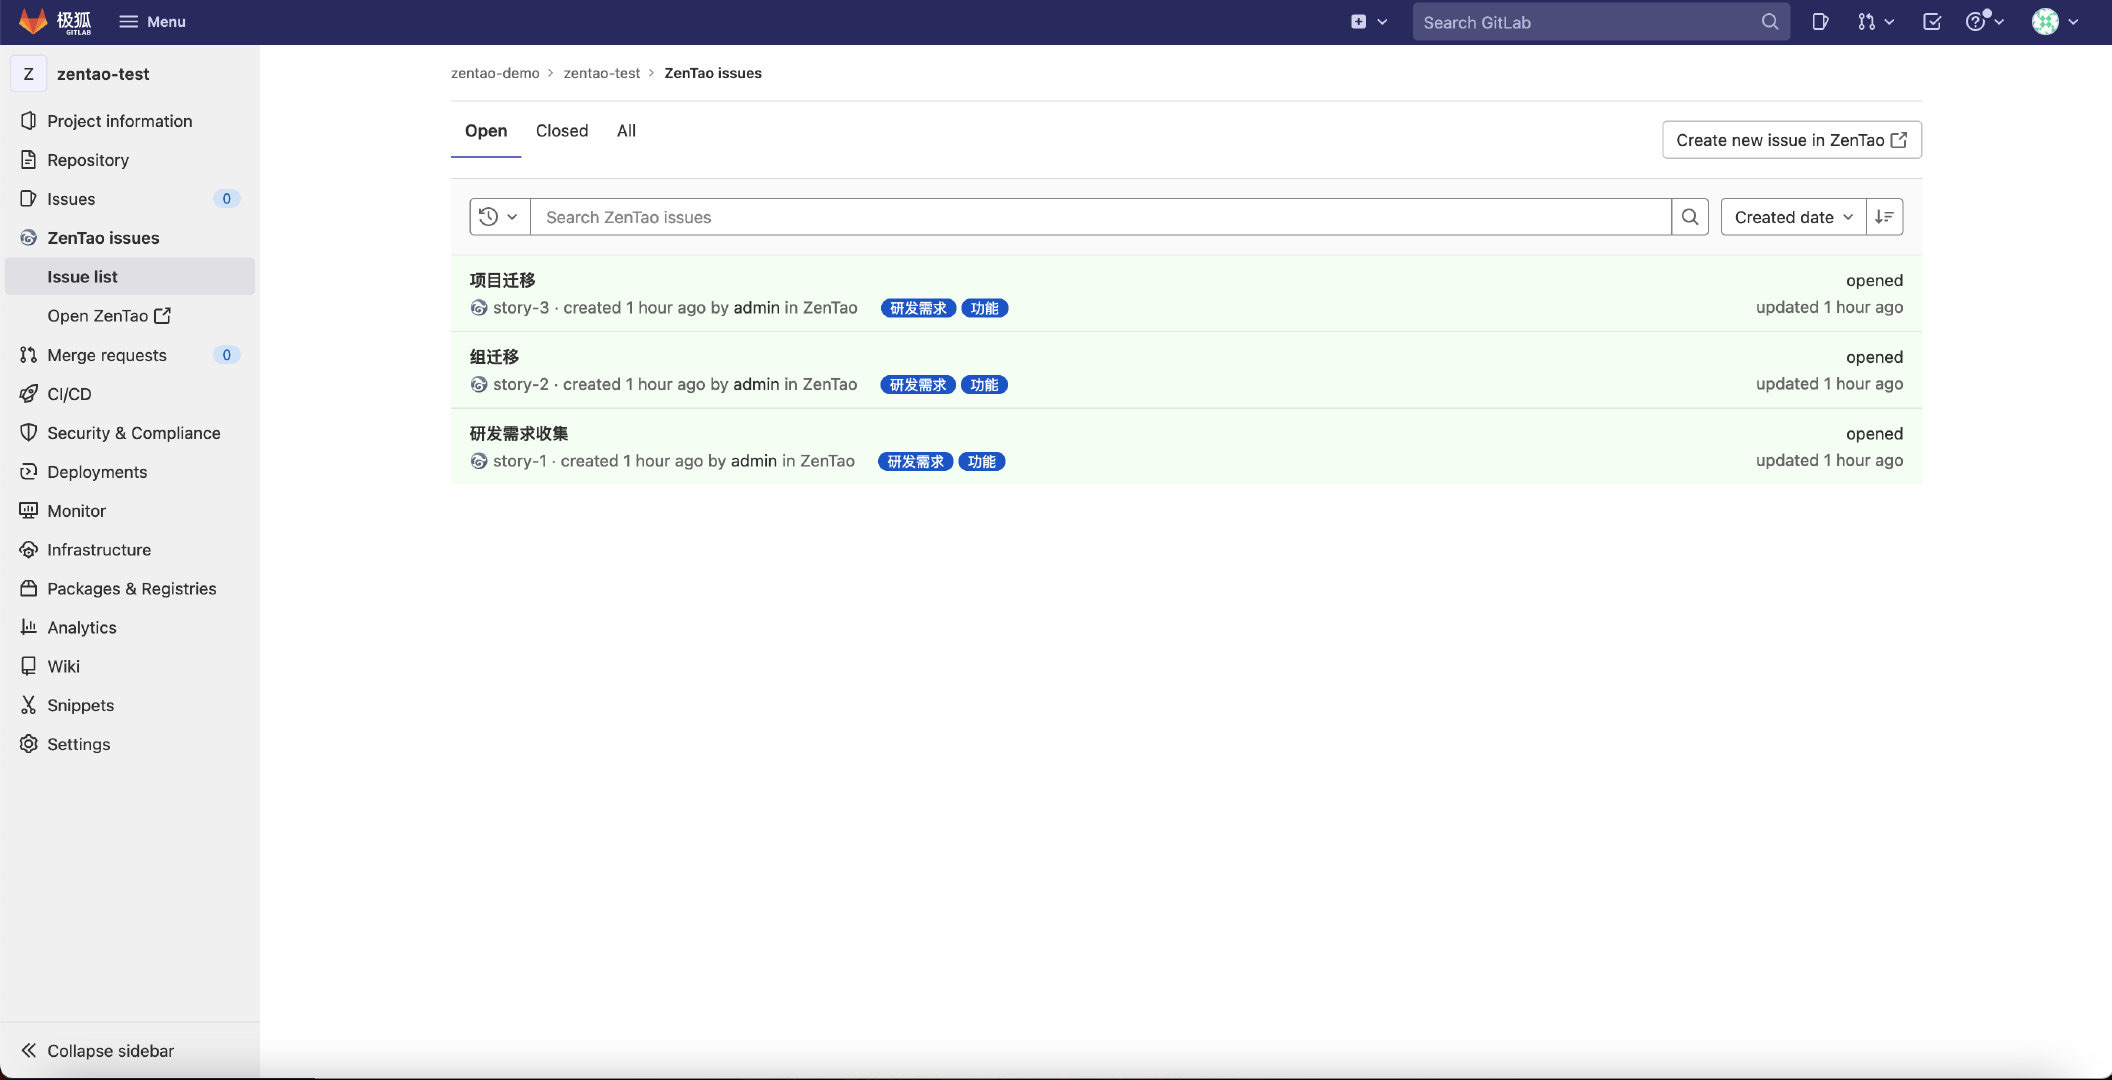 极狐
GITLAB
Menu
Search GitLab
Z zentao-test
Project information
Repository
Issues 0
ZenTao issues
Issue list
Open ZenTao
Merge requests 0
CI/CD
Security & Compliance
Deployments
Monitor
Infrastructure
Packages & Registries
Analytics
Wiki
Snippets
Settings
Collapse sidebar
zentao-demo > zentao-test > ZenTao issues
Open Closed All
Create new issue in ZenTao
Search ZenTao issues
Created date
项目迁移 opened
story-3 · created 1 hour ago by admin in ZenTao 研发需求 功能 updated 1 hour ago
组迁移 opened
story-2 · created 1 hour ago by admin in ZenTao 研发需求 功能 updated 1 hour ago
研发需求收集 opened
story-1 · created 1 hour ago by admin in ZenTao 研发需求 功能 updated 1 hour ago